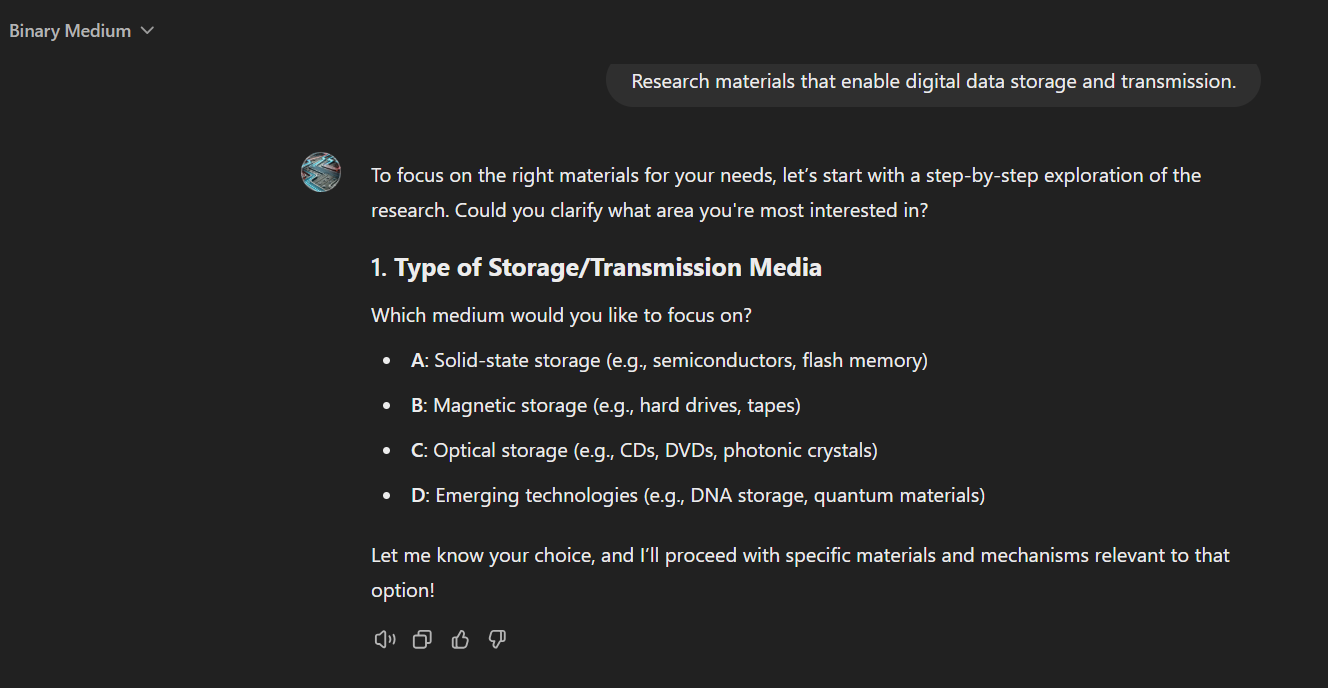 Binary Medium
Research materials that enable digital data storage and transmission.
To focus on the right materials for your needs, let’s start with a step-by-step exploration of the
research. Could you clarify what area you're most interested in?
1. Type of Storage/Transmission Media
Which medium would you like to focus on?
• A: Solid-state storage (e.g., semiconductors, flash memory)
• B: Magnetic storage (e.g., hard drives, tapes)
• C: Optical storage (e.g., CDs, DVDs, photonic crystals)
• D: Emerging technologies (e.g., DNA storage, quantum materials)
Let me know your choice, and I’ll proceed with specific materials and mechanisms relevant to that
option!